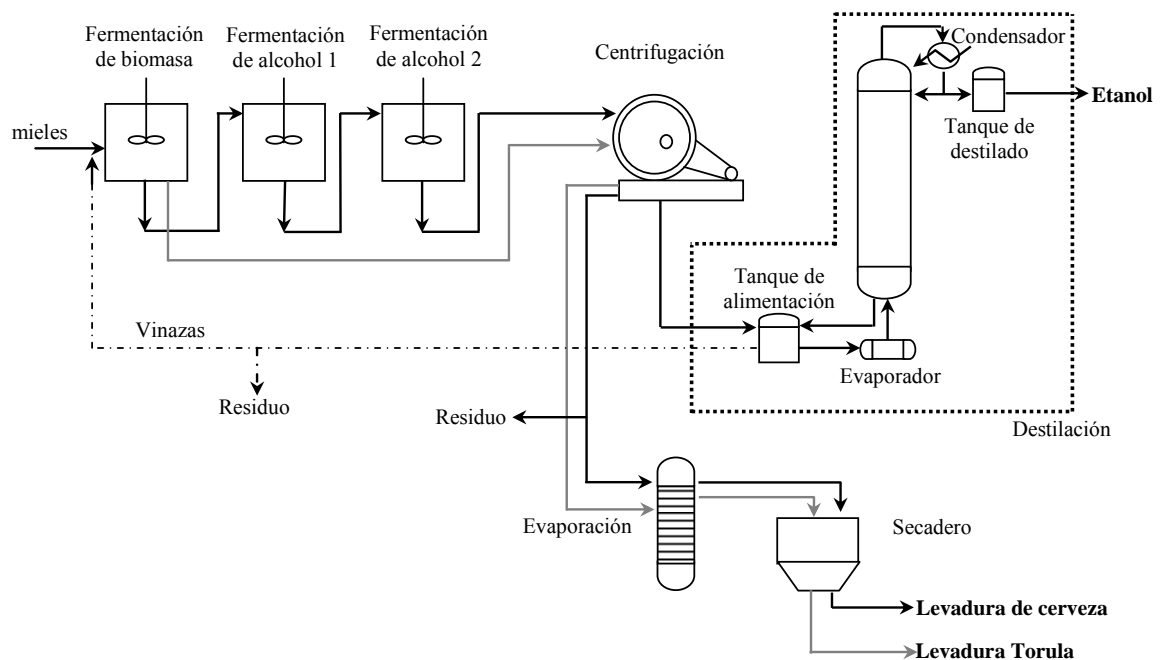 Fermentación
de biomasa
Fermentación
de alcohol 1
Fermentación
de alcohol 2
Centrifugación
Condensador
mieles
Etanol
Tanque de
destilado
Tanque de
alimentación
Vinazas
Evaporador
Residuo
Residuo
Destilación
Evaporación
Secadero
Levadura de cerveza
Levadura Torula